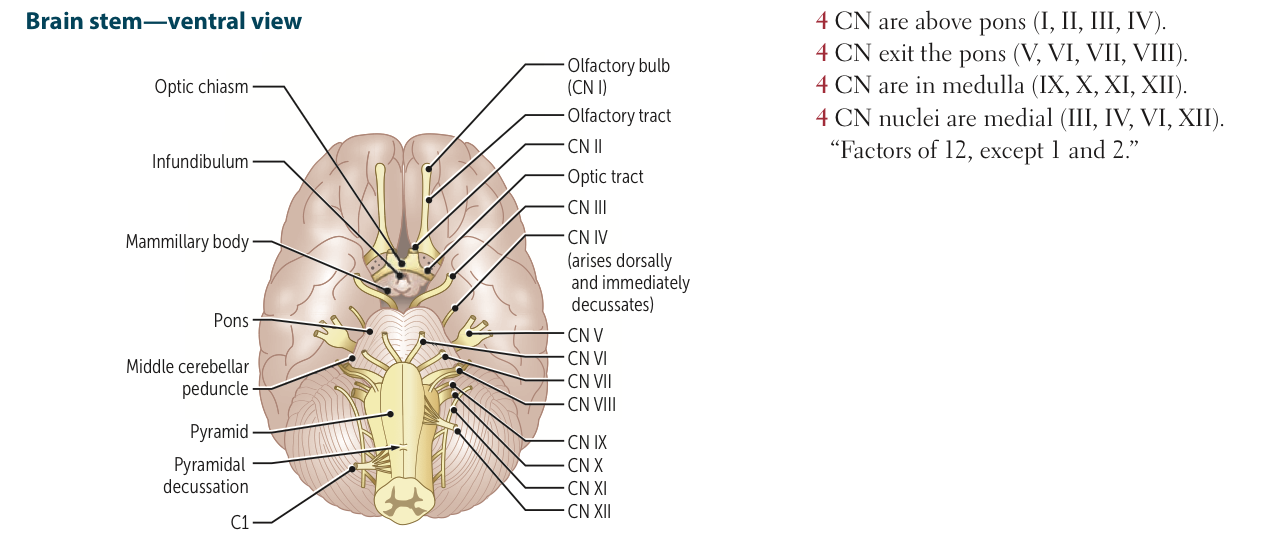 Brain stem—ventral view
Optic chiasm
Infundibulum
Mammillary body
Pons
Middle cerebellar
peduncle
Pyramid
Pyramidal
decussation
C1
Olfactory bulb
(CN I)
Olfactory tract
CN II
Optic tract
CN III
CN IV
(arises dorsally
and immediately
decussates)
CN V
CN VI
CN VII
CN VIII
CN IX
CN X
CN XI
CN XII
4 CN are above pons (I, II, III, IV).
4 CN exit the pons (V, VI, VII, VIII).
4 CN are in medulla (IX, X, XI, XII).
4 CN nuclei are medial (III, IV, VI, XII).
“Factors of 12, except 1 and 2.”